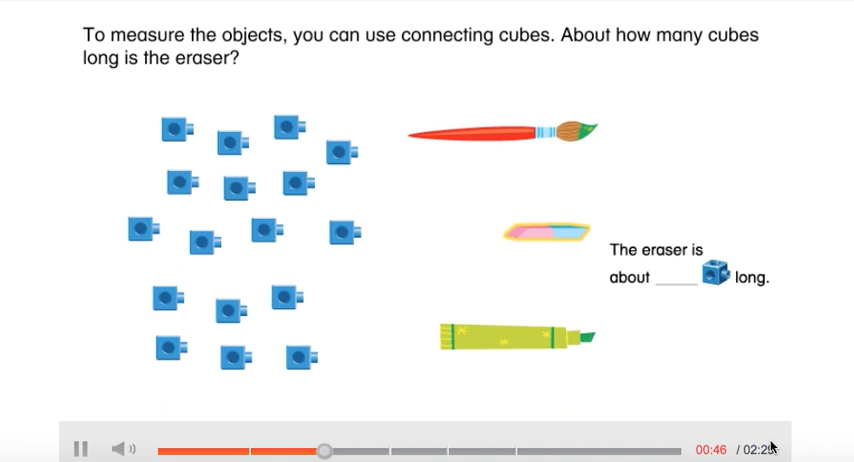 To measure the objects, you can use connecting cubes. About how many cubes
long is the eraser?
The eraser is
about _____ long.
00:46 / 02:2